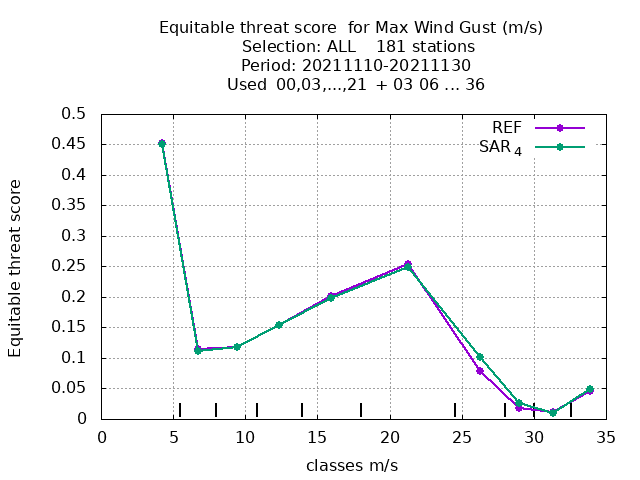 Equitable threat score  for Max Wind Gust (m/s)
Selection: ALL    181 stations
Period: 20211110-20211130
Used  00,03,...,21  + 03 06 ... 36
REF
SAR4
0.5
0.45
0.4
0.35
0.3
0.25
0.2
0.15
0.1
0.05
0
Equitable threat score
0 5 10 15 20 25 30 35
classes m/s